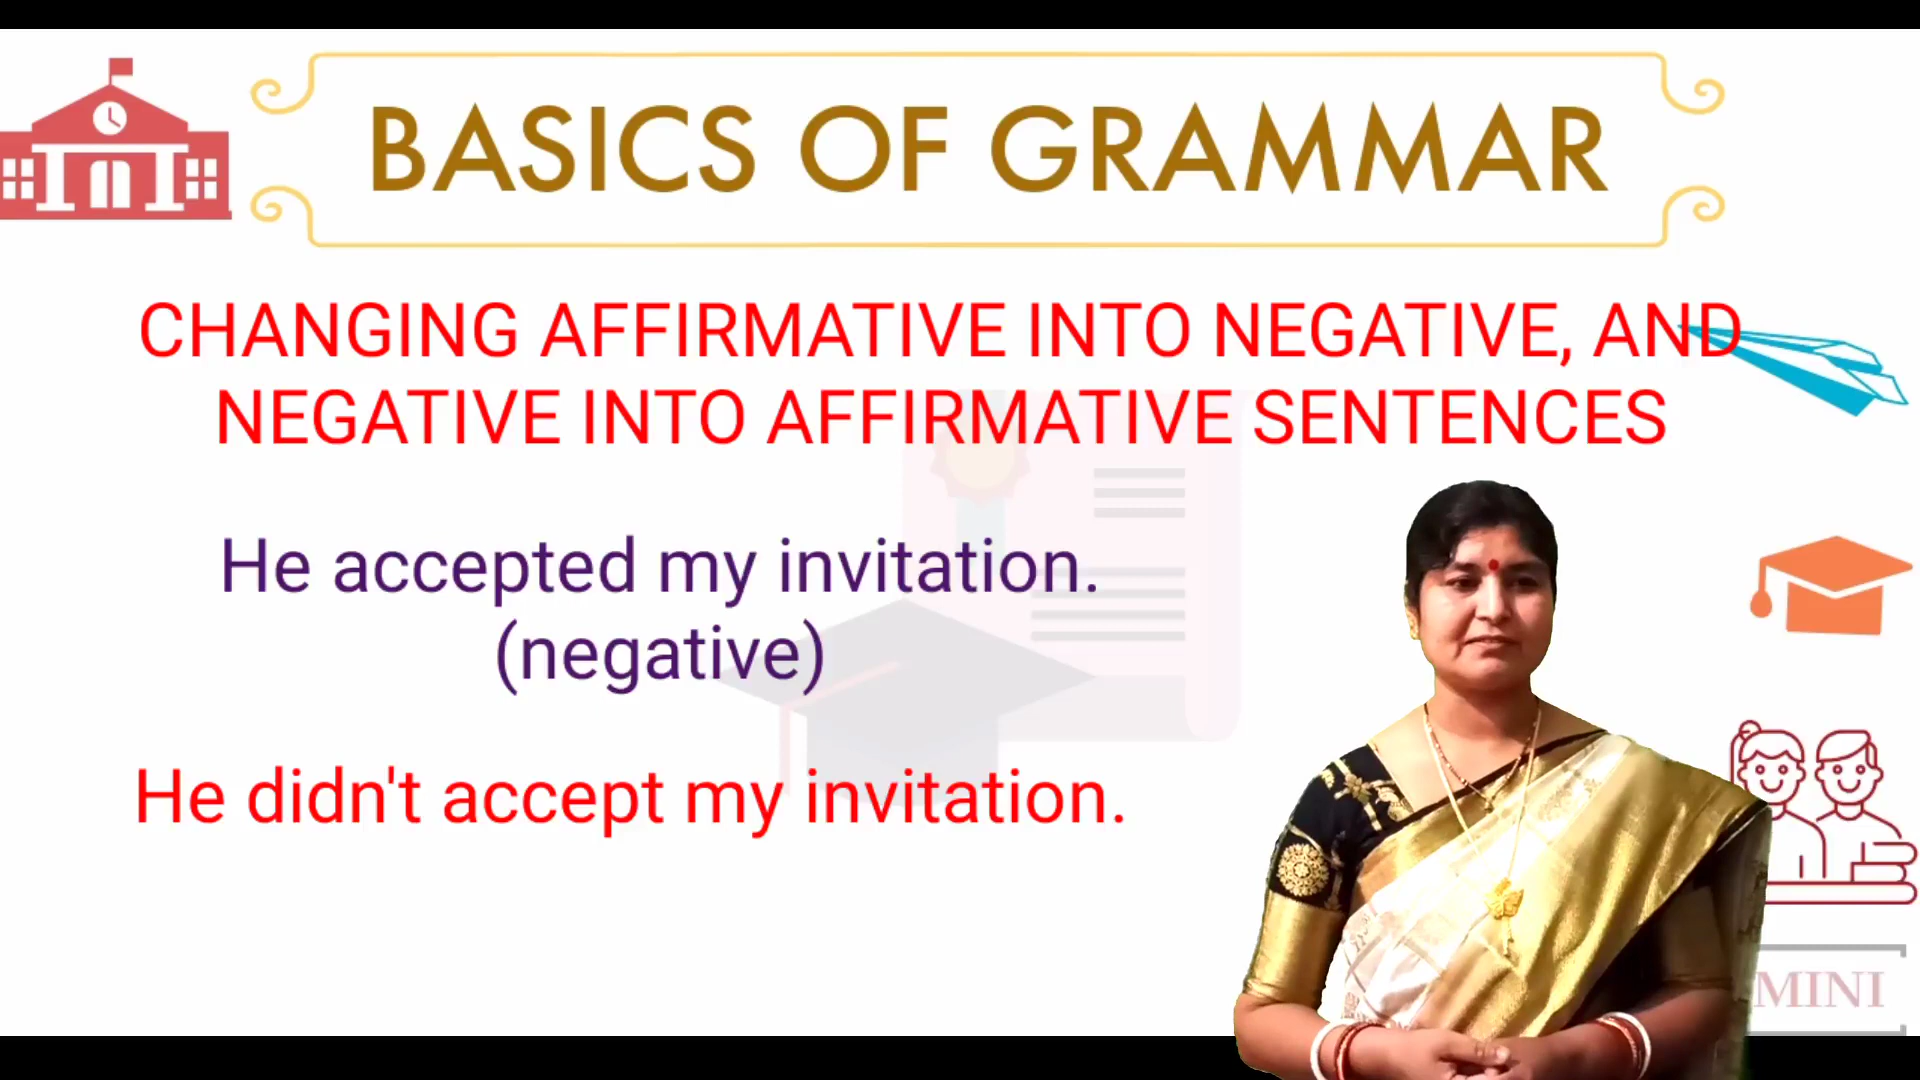 BASICS OF GRAMMAR
CHANGING AFFIRMATIVE INTO NEGATIVE, AND
NEGATIVE INTO AFFIRMATIVE SENTENCES
He accepted my invitation.
(negative)
He didn't accept my invitation.
MINI